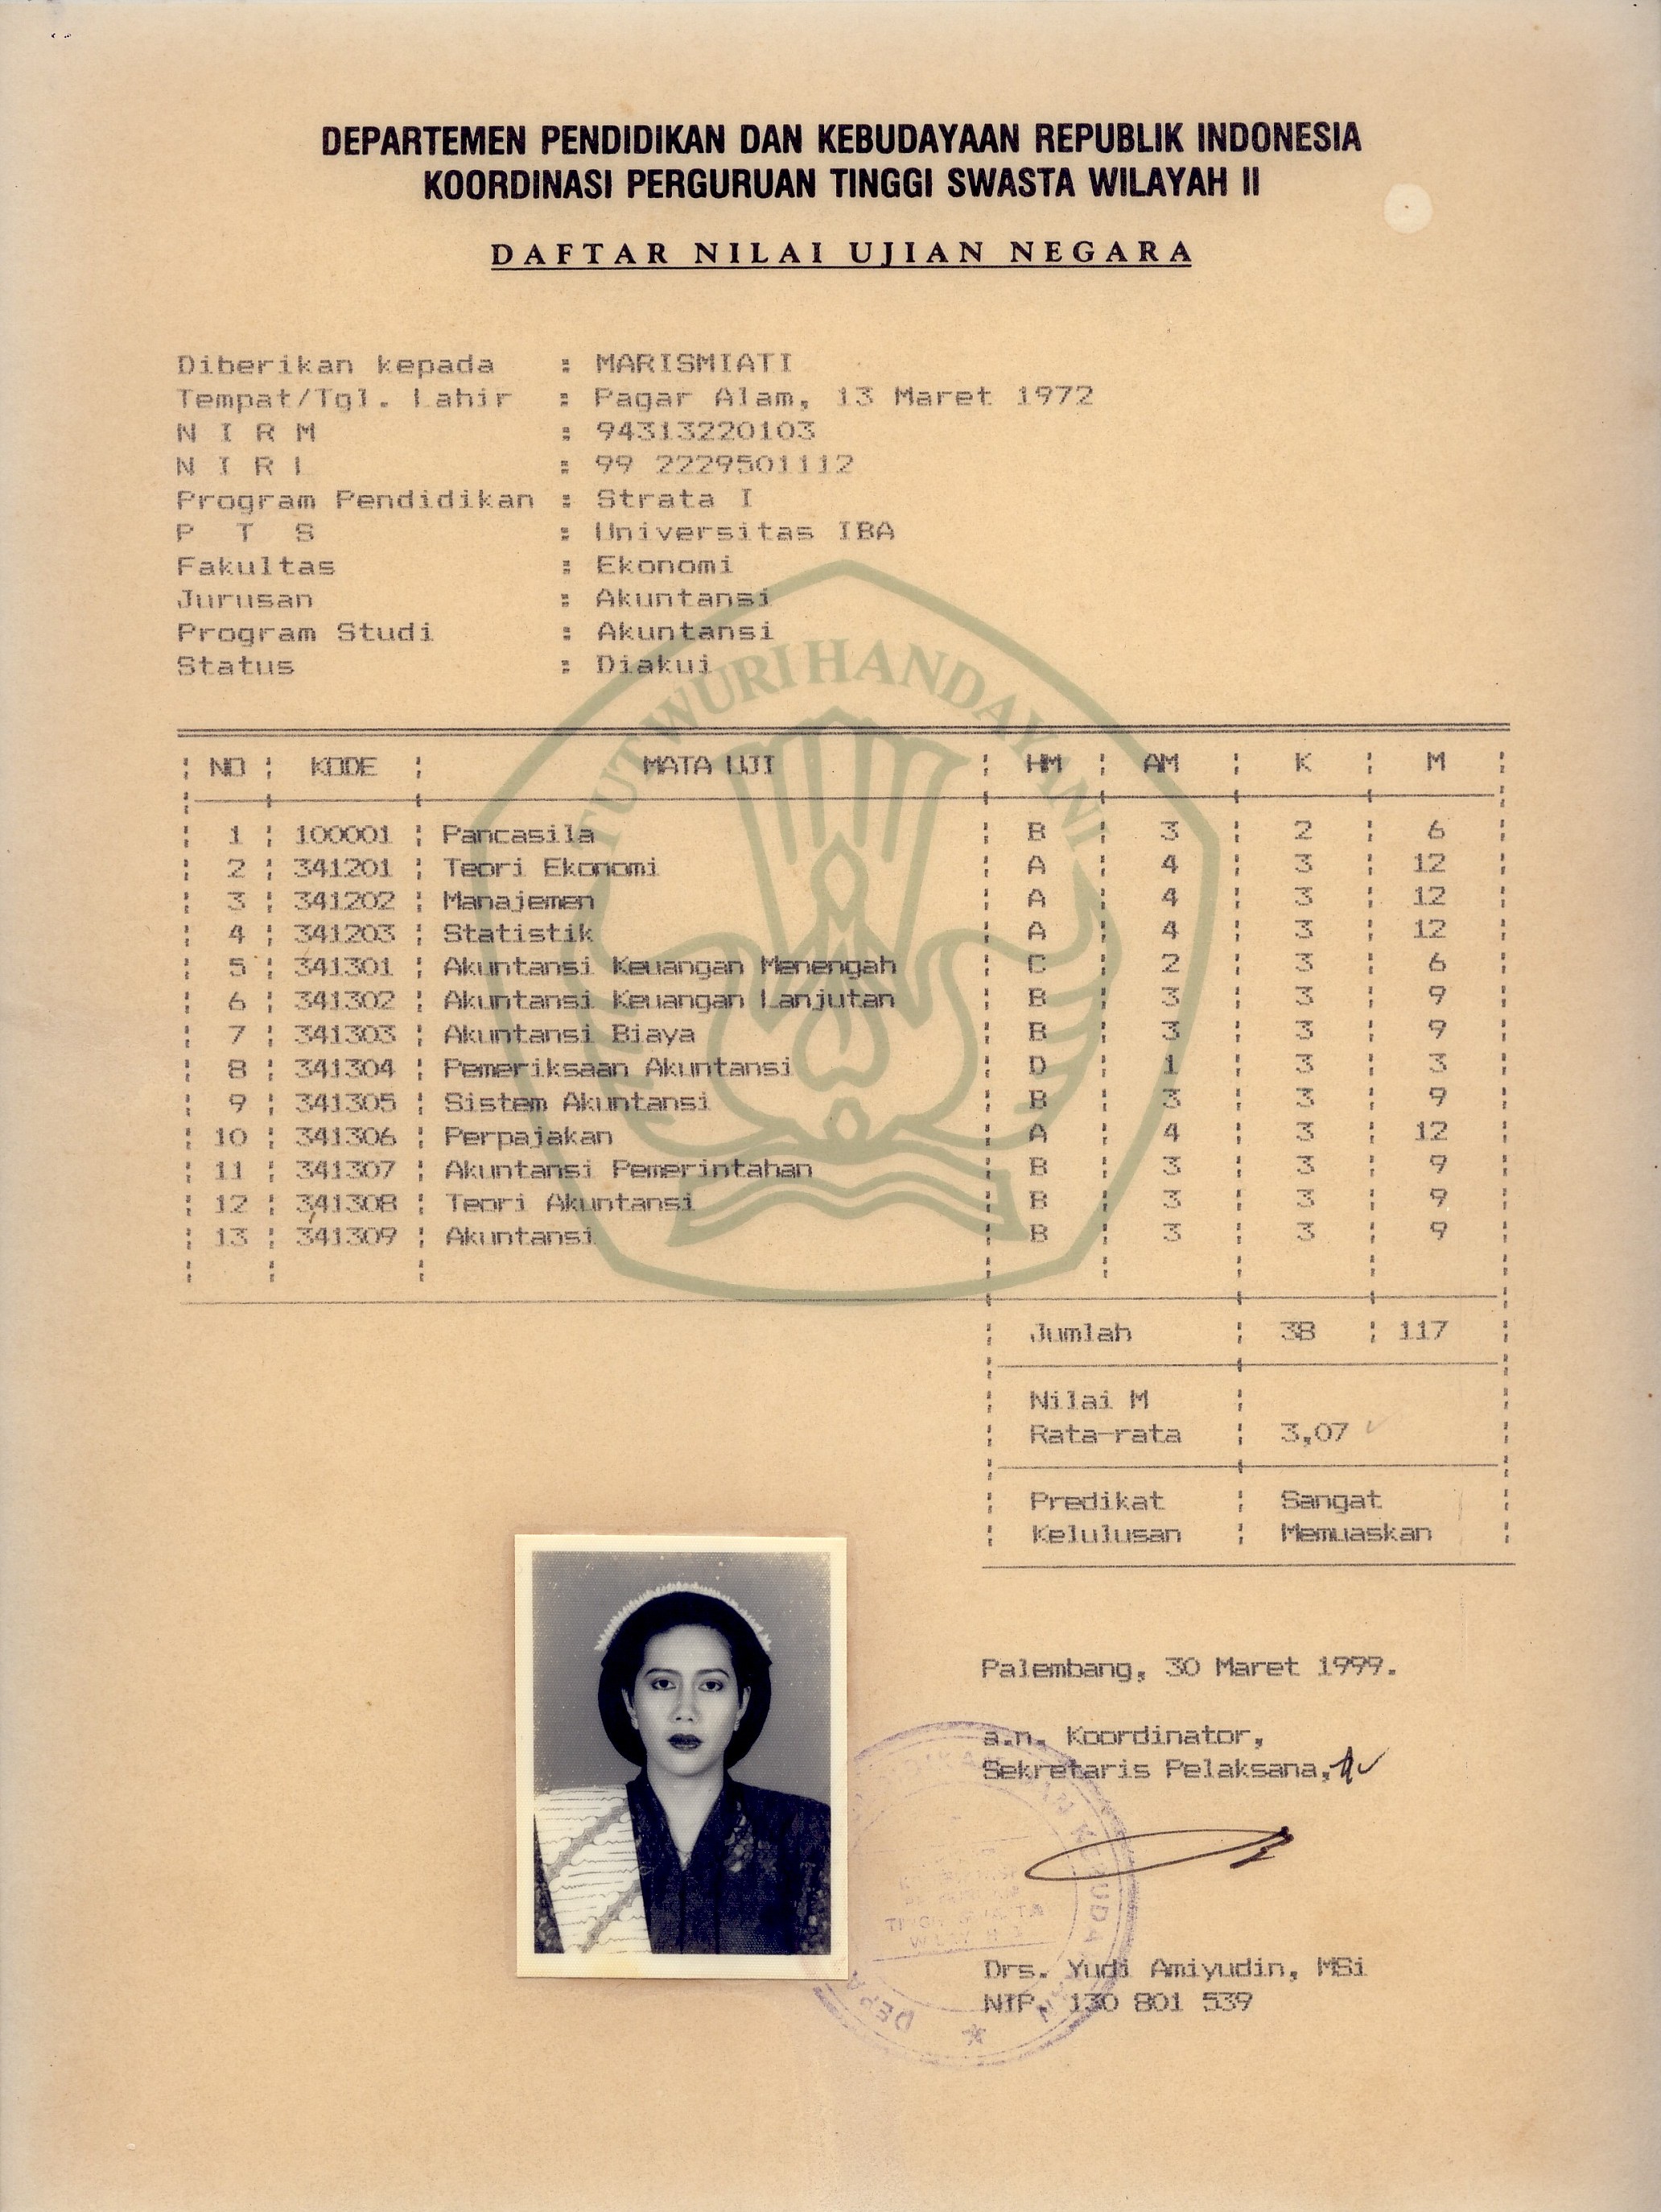 DEPARTEMEN PENDIDIKAN DAN KEBUDAYAAN REPUBLIK INDONESIA
KOORDINASI PERGURUAN TINGGI SWASTA WILAYAH II
DAFTAR NILAI UJIAN NEGARA
Diberikan kepada : MARISMIATI
Tempat/Tgl. Lahir : Pagar Alam, 13 Maret 1972
N I R M : 94313220103
N I R L : 99 2229501112
Program Pendidikan : Strata I
P T S : Universitas IBA
Fakultas : Ekonomi
Jurusan : Akuntansi
Program Studi : Akuntansi
Status : Diakui
TUT WURI HANDAYANI
NO KODE MATA UJI HM AM K M
1 100001 Pancasila B 3 2 6
2 341201 Teori Ekonomi A 4 3 12
3 341202 Manajemen A 4 3 12
4 341203 Statistik A 4 3 12
5 341301 Akuntansi Keuangan Menengah C 2 3 6
6 341302 Akuntansi Keuangan Lanjutan B 3 3 9
7 341303 Akuntansi Biaya B 3 3 9
8 341304 Pemeriksaan Akuntansi D 1 3 3
9 341305 Sistem Akuntansi B 3 3 9
10 341306 Perpajakan A 4 3 12
11 341307 Akuntansi Pemerintahan B 3 3 9
12 341308 Teori Akuntansi B 3 3 9
13 341309 Akuntansi B 3 3 9
Jumlah 38 117
Nilai M
Rata-rata 3,07
Predikat Sangat
Kelulusan Memuaskan
Palembang, 30 Maret 1999.
a.n. Koordinator,
Sekretaris Pelaksana,
Drs. Yudi Amiyudin, MSi
NIP. 130 801 539